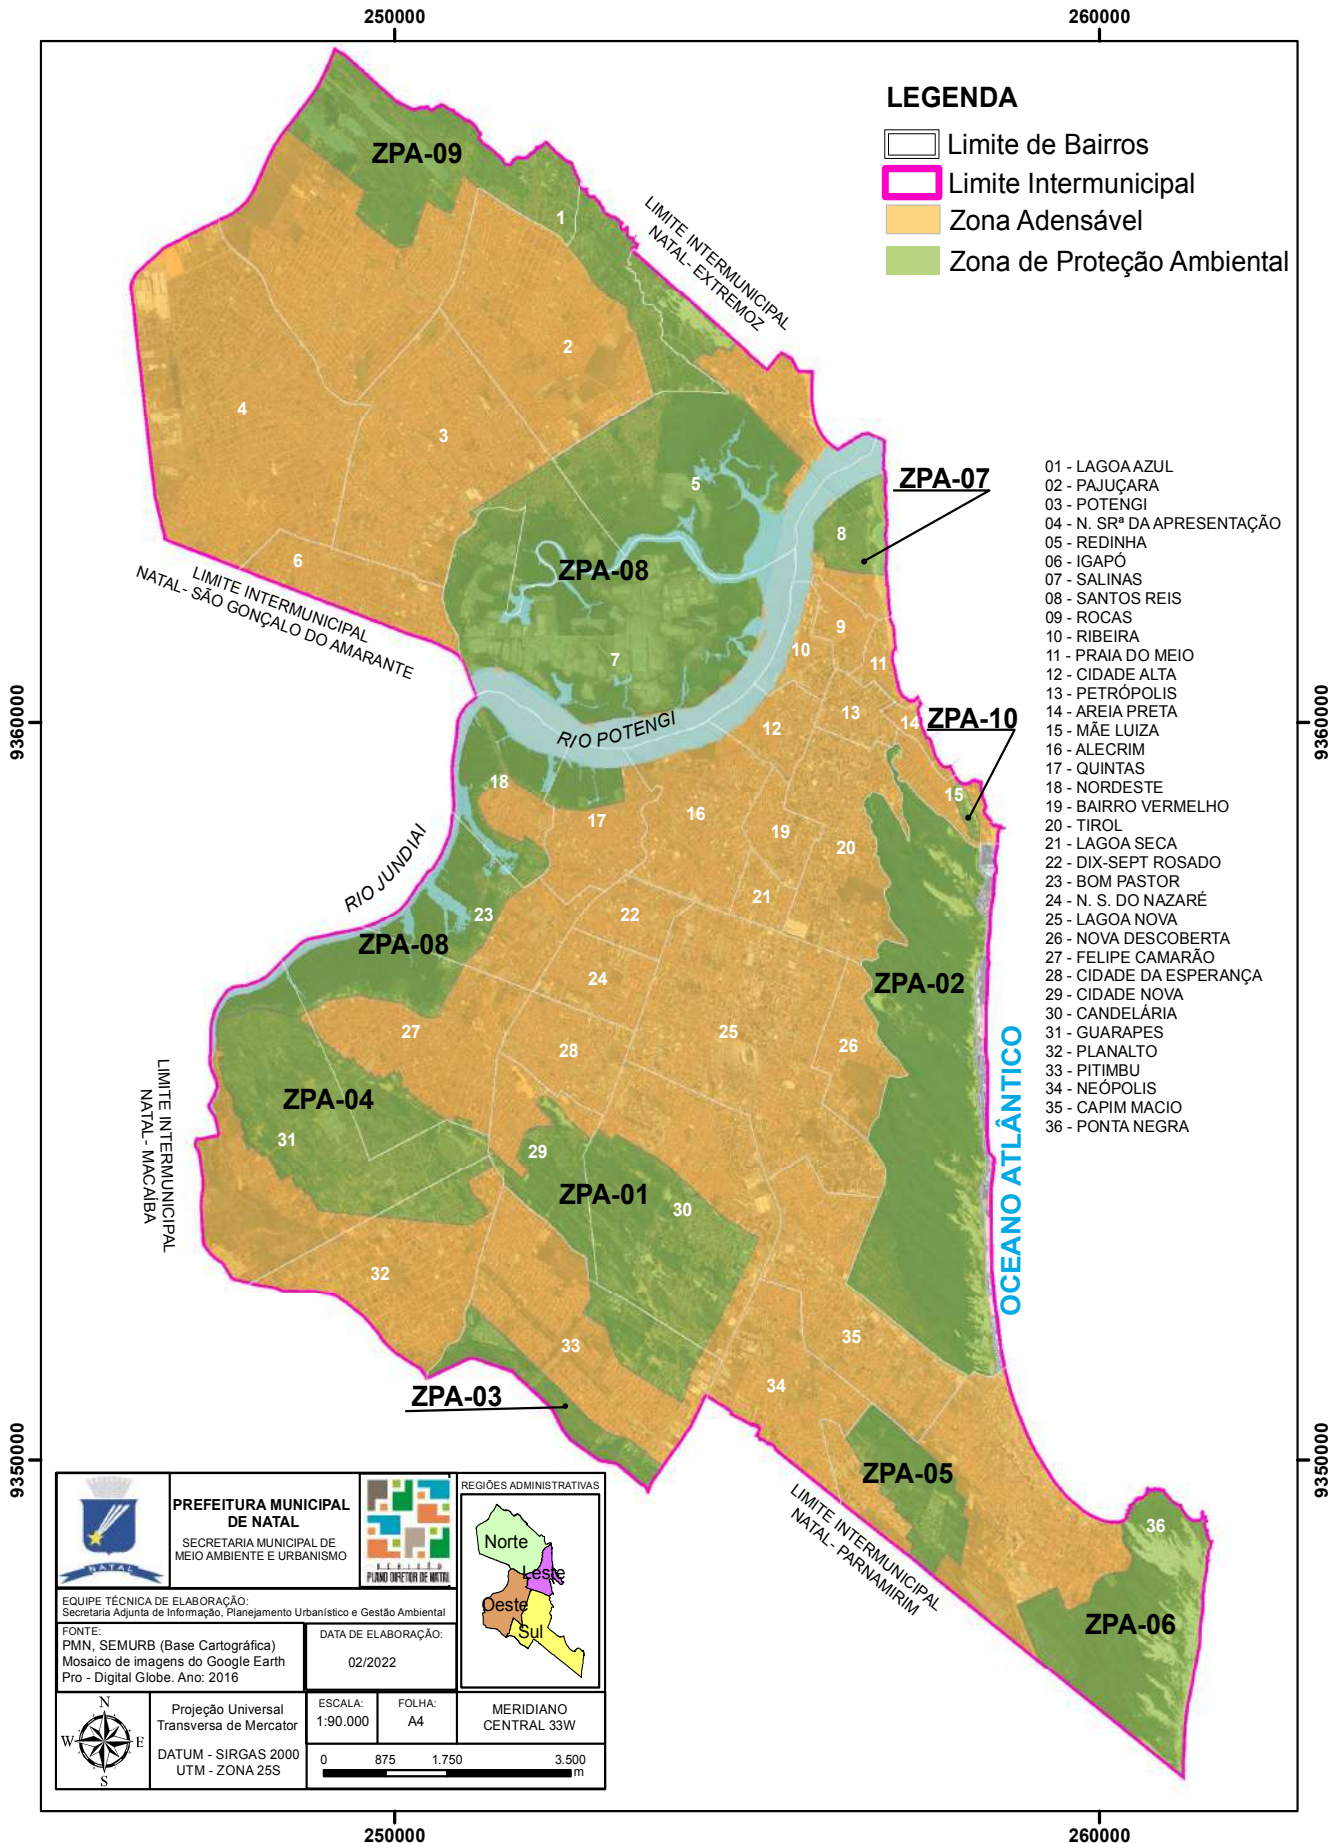 250000
260000
LEGENDA
Limite de Bairros
Limite Intermunicipal
Zona Adensável
Zona de Proteção Ambiental
ZPA-09
1
LIMITE INTERMUNICIPAL
NATAL- EXTREMOZ
2
4
3
5
ZPA-07
8
6
ZPA-08
LIMITE INTERMUNICIPAL
NATAL- SÃO GONÇALO DO AMARANTE
9
10
11
7
9360000
9360000
RIO POTENGI
12
13
14
ZPA-10
18
17
16
19
15
20
RIO JUNDIAI
21
22
23
ZPA-08
24
ZPA-02
27
28
25
26
OCEANO ATLÂNTICO
LIMITE INTERMUNICIPAL
NATAL- MACAÍBA
ZPA-04
31
29
ZPA-01
30
32
33
35
34
ZPA-03
ZPA-05
9350000
9350000
LIMITE INTERMUNICIPAL
NATAL- PARNAMIRIM
36
ZPA-06
01 - LAGOA AZUL
02 - PAJUÇARA
03 - POTENGI
04 - N. SRª DA APRESENTAÇÃO
05 - REDINHA
06 - IGAPÓ
07 - SALINAS
08 - SANTOS REIS
09 - ROCAS
10 - RIBEIRA
11 - PRAIA DO MEIO
12 - CIDADE ALTA
13 - PETRÓPOLIS
14 - AREIA PRETA
15 - MÃE LUIZA
16 - ALECRIM
17 - QUINTAS
18 - NORDESTE
19 - BAIRRO VERMELHO
20 - TIROL
21 - LAGOA SECA
22 - DIX-SEPT ROSADO
23 - BOM PASTOR
24 - N. S. DO NAZARÉ
25 - LAGOA NOVA
26 - NOVA DESCOBERTA
27 - FELIPE CAMARÃO
28 - CIDADE DA ESPERANÇA
29 - CIDADE NOVA
30 - CANDELÁRIA
31 - GUARAPES
32 - PLANALTO
33 - PITIMBU
34 - NEÓPOLIS
35 - CAPIM MACIO
36 - PONTA NEGRA
NATAL
PREFEITURA MUNICIPAL
DE NATAL
SECRETARIA MUNICIPAL DE
MEIO AMBIENTE E URBANISMO
REVISÃO
PLANO DIRETOR DE NATAL
REGIÕES ADMINISTRATIVAS
Norte
Leste
Oeste
Sul
EQUIPE TÉCNICA DE ELABORAÇÃO:
Secretaria Adjunta de Informação, Planejamento Urbanístico e Gestão Ambiental
FONTE:
PMN, SEMURB (Base Cartográfica)
Mosaico de imagens do Google Earth
Pro - Digital Globe. Ano: 2016
DATA DE ELABORAÇÃO:
02/2022
N
W
E
S
Projeção Universal
Transversa de Mercator
DATUM - SIRGAS 2000
UTM - ZONA 25S
ESCALA:
1:90.000
FOLHA:
A4
MERIDIANO
CENTRAL 33W
0 875 1.750 3.500
m
250000
260000